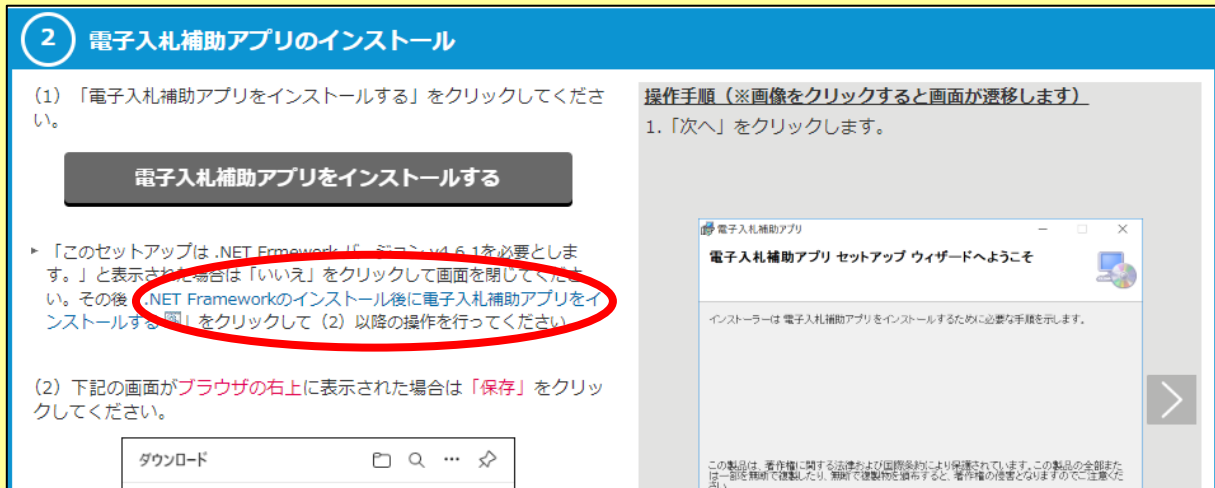 2 電子入札補助アプリのインストール
(1) 「電子入札補助アプリをインストールする」をクリックしてくださ
い。
電子入札補助アプリをインストールする
▸ 「このセットアップは .NET Frmework バージョン v4.6.1を必要としま
す。」と表示された場合は「いいえ」をクリックして画面を閉じてくださ
い。その後「.NET Frameworkのインストール後に電子入札補助アプリをイ
ンストールする」をクリックして（2）以降の操作を行ってください
(2) 下記の画面がブラウザの右上に表示された場合は「保存」をクリッ
クしてください。
ダウンロード
操作手順（※画像をクリックすると画面が遷移します）
1.「次へ」をクリックします。
電子入札補助アプリ
電子入札補助アプリ セットアップ ウィザードへようこそ
インストーラーは 電子入札補助アプリをインストールするために必要な手順を示します。
この製品は、著作権に関する法律および国際条約により保護されています。この製品の全部また
は一部を無断で複製したり、無断で複製物を頒布すると、著作権の侵害となりますのでご注意くだ
さい